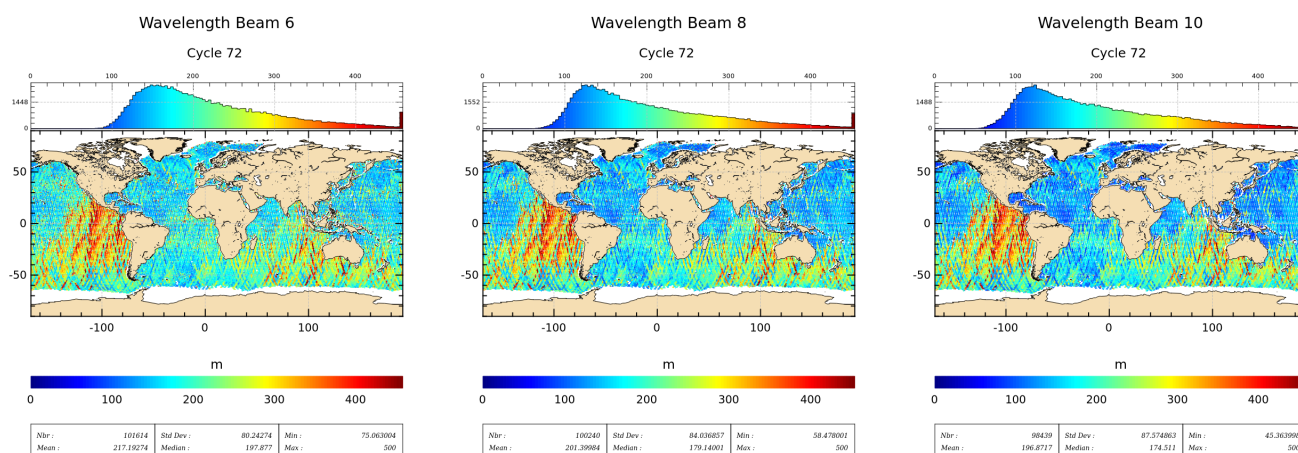 Wavelength Beam 6
Cycle 72
0 100 200 300 400
1448
0
50
0
-50
-100 0 100
m
0 100 200 300 400
Nbr : 101614 Std Dev : 80.24274 Min : 75.063004
Mean : 217.19274 Median : 197.877 Max : 500
Wavelength Beam 8
Cycle 72
0 100 200 300 400
1552
0
50
0
-50
-100 0 100
m
0 100 200 300 400
Nbr : 100240 Std Dev : 84.036857 Min : 58.478001
Mean : 201.39984 Median : 179.14001 Max : 500
Wavelength Beam 10
Cycle 72
0 100 200 300 400
1488
0
50
0
-50
-100 0 100
m
0 100 200 300 400
Nbr : 98439 Std Dev : 87.574863 Min : 45.363998
Mean : 196.8717 Median : 174.511 Max : 500